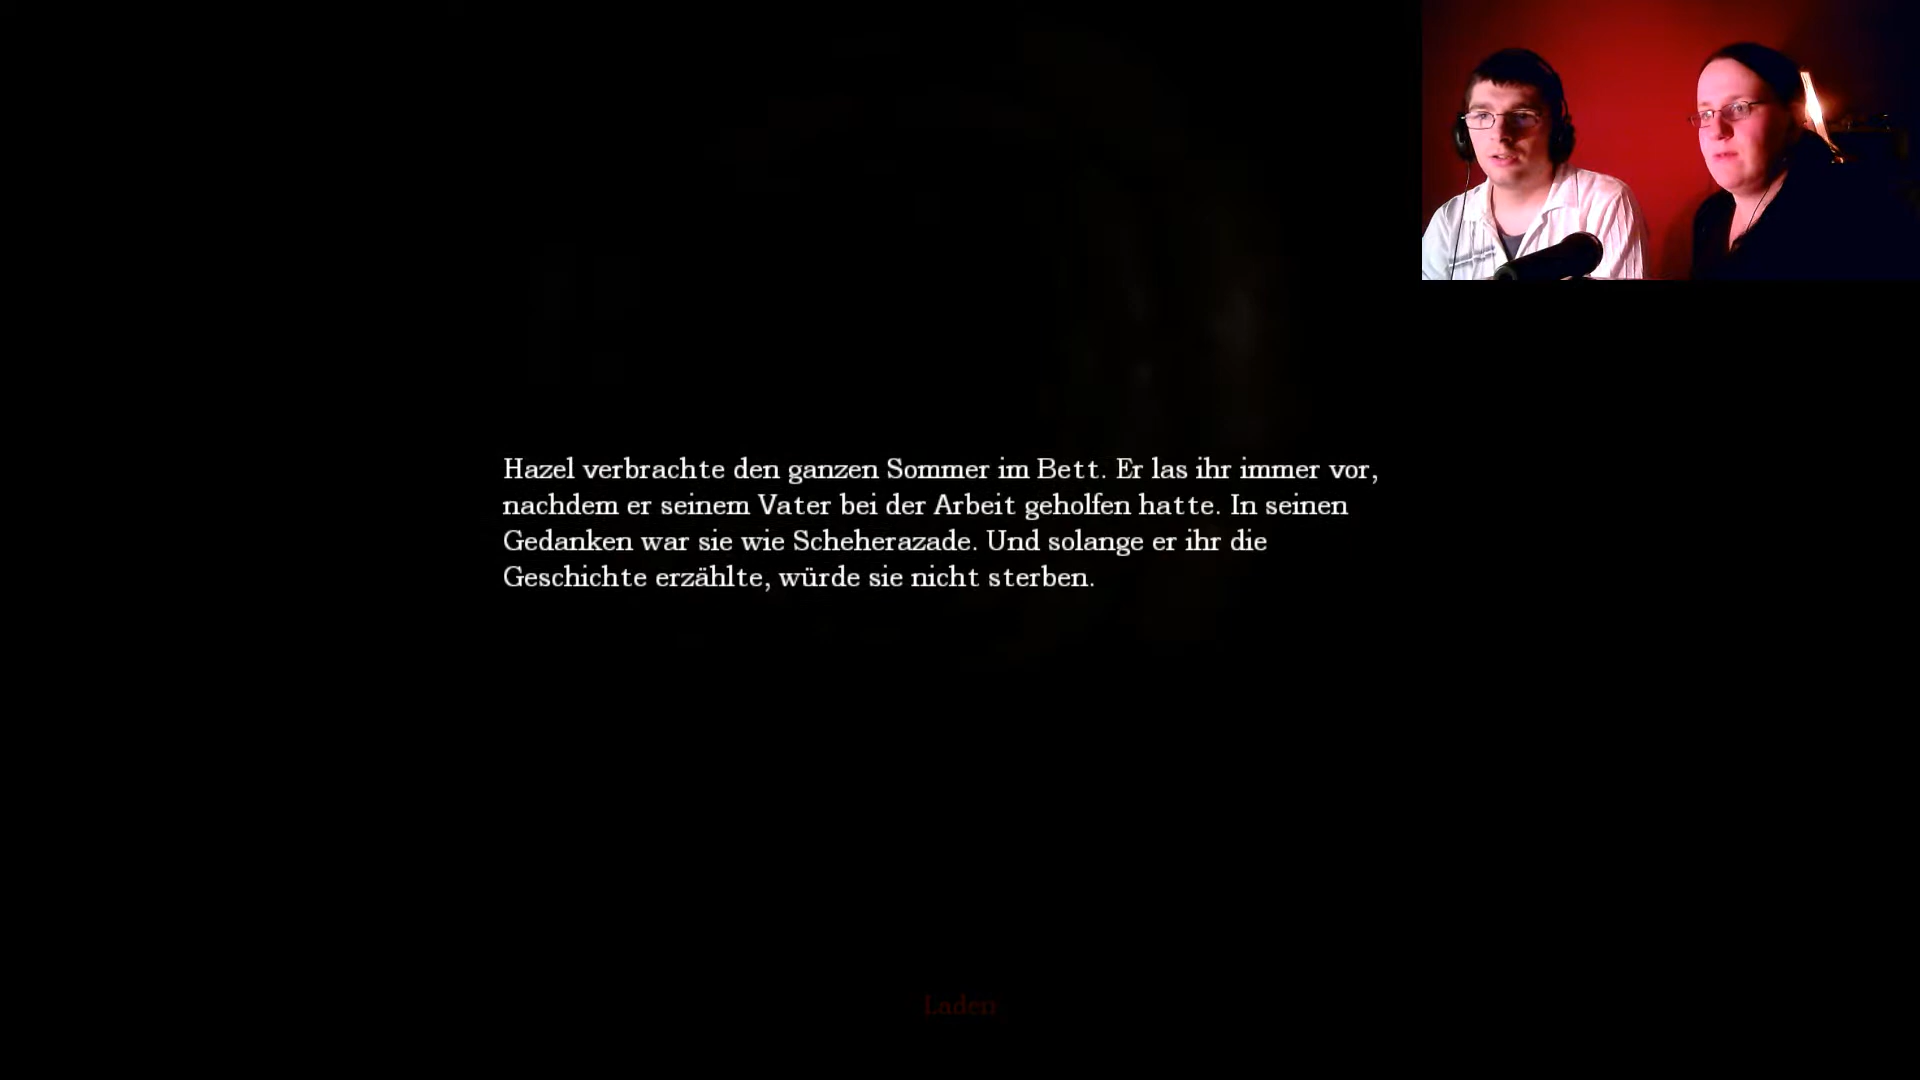 Hazel verbrachte den ganzen Sommer im Bett. Er las ihr immer vor,
nachdem er seinem Vater bei der Arbeit geholfen hatte. In seinen
Gedanken war sie wie Scheherazade. Und solange er ihr die
Geschichte erzählte, würde sie nicht sterben.
Laden